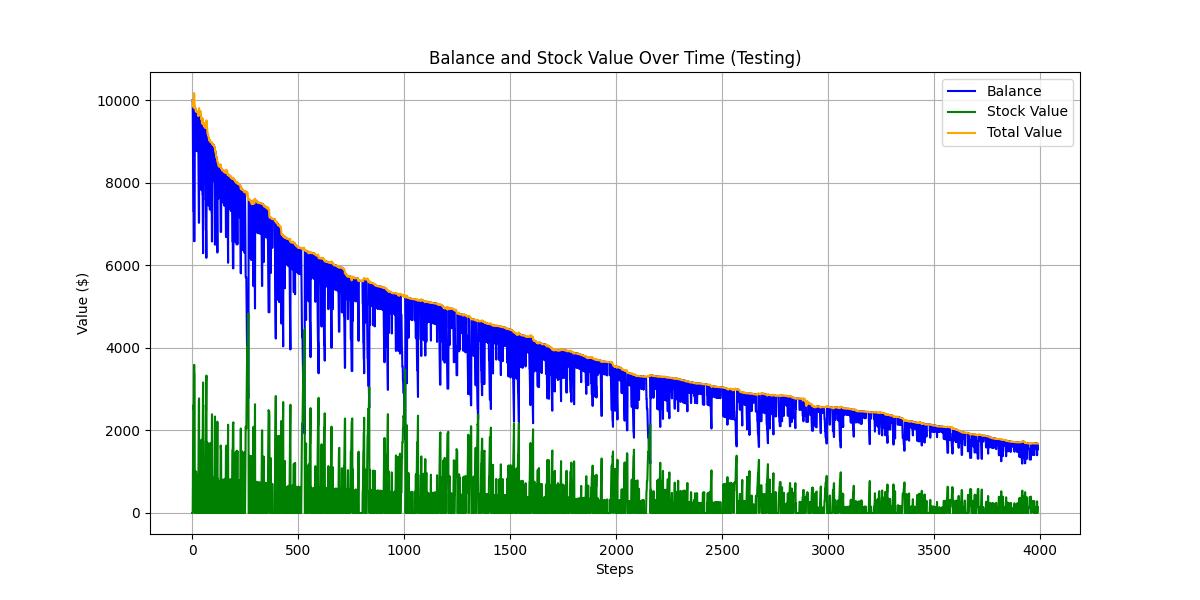 Balance and Stock Value Over Time (Testing)
Balance
Stock Value
Total Value
10000
8000
6000
4000
2000
0
Value ($)
0 500 1000 1500 2000 2500 3000 3500 4000
Steps